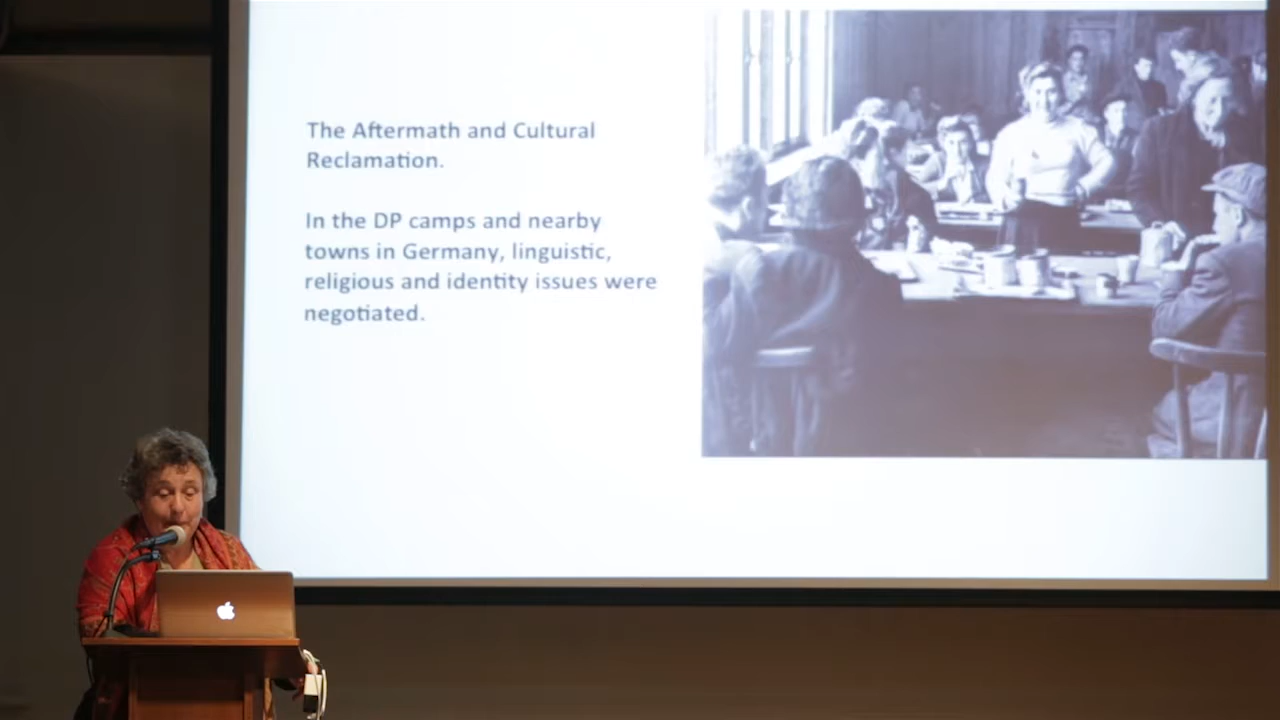 The Aftermath and Cultural
Reclamation.
In the DP camps and nearby
towns in Germany, linguistic,
religious and identity issues were
negotiated.